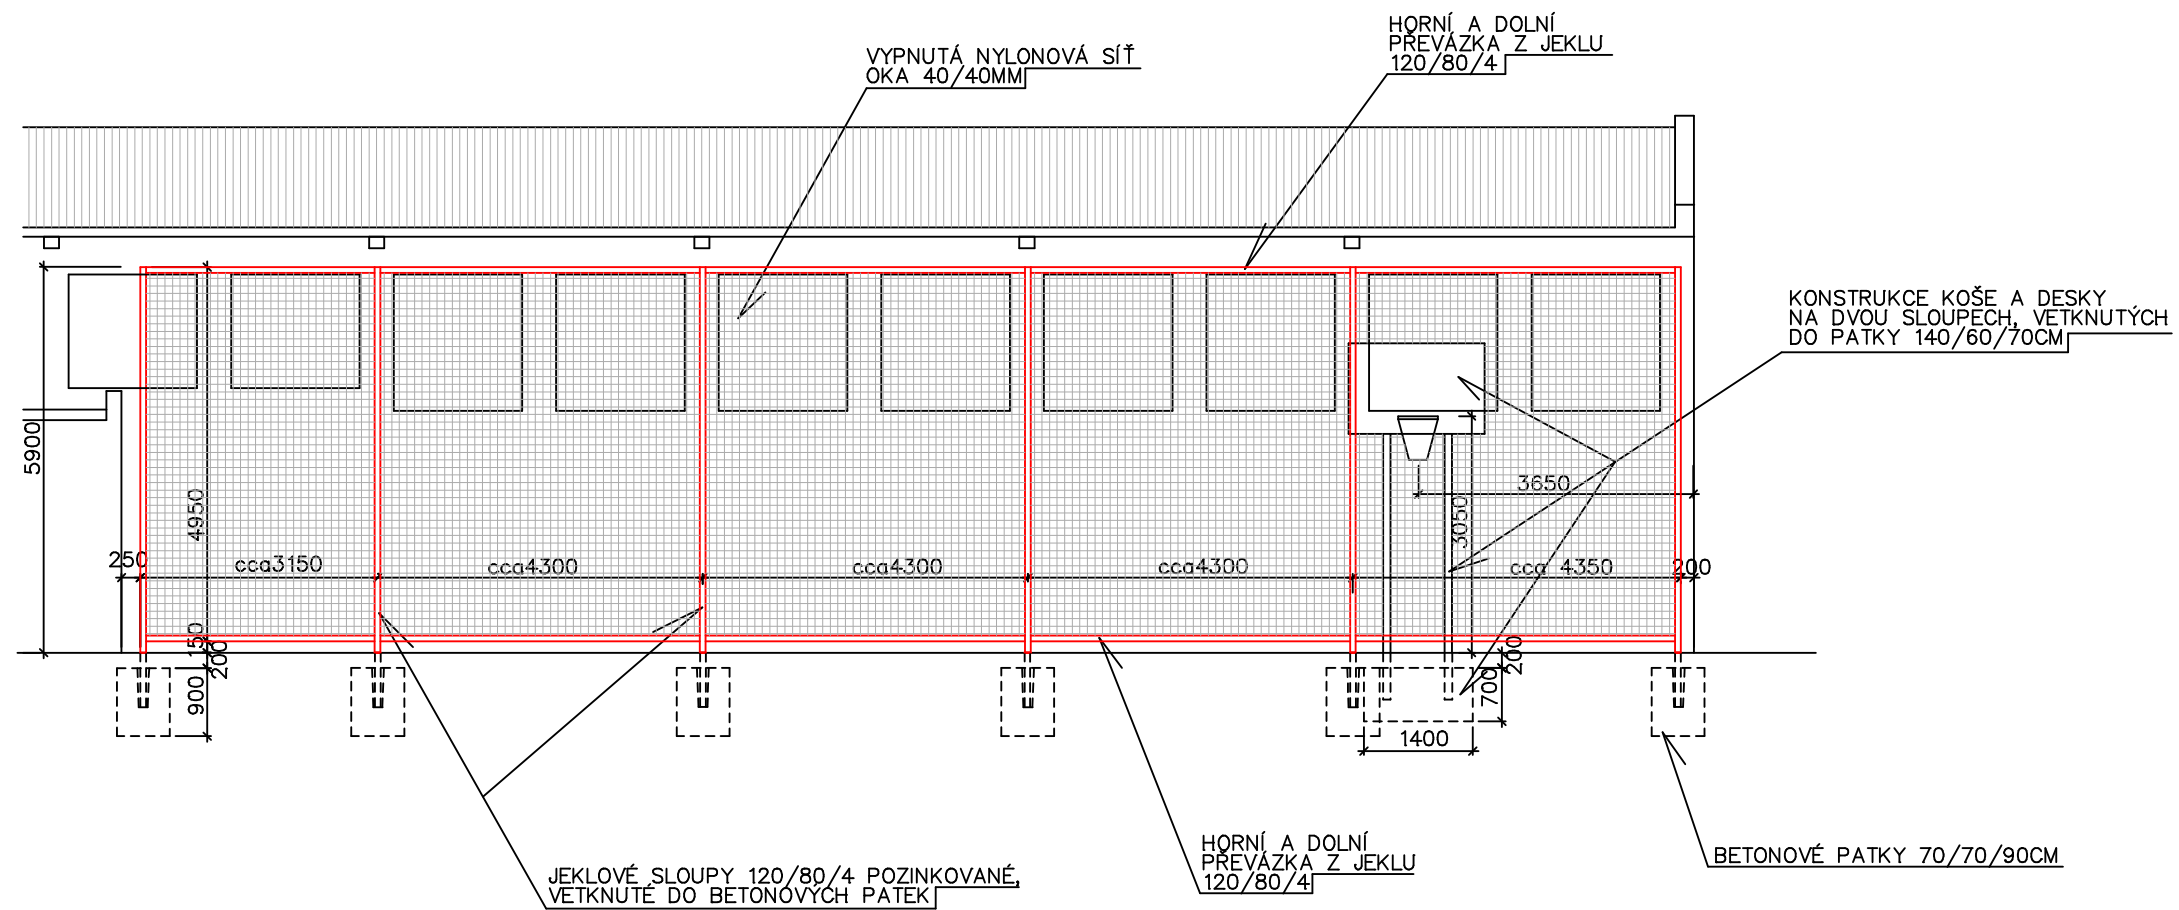 HORNÍ A DOLNÍ
PŘEVÁZKA Z JEKLU
120/80/4
VYPNUTÁ NYLONOVÁ SÍŤ
OKA 40/40MM
KONSTRUKCE KOŠE A DESKY
NA DVOU SLOUPECH, VETKNUTÝCH
DO PATKY 140/60/70CM
5900
4950
3650
3050
250
cca3150
cca4300
cca4300
cca4300
cca 4350
200
150
200
900
200
700
1400
HORNÍ A DOLNÍ
PŘEVÁZKA Z JEKLU
120/80/4
BETONOVÉ PATKY 70/70/90CM
JEKLOVÉ SLOUPY 120/80/4 POZINKOVANÉ,
VETKNUTÉ DO BETONOVÝCH PATEK